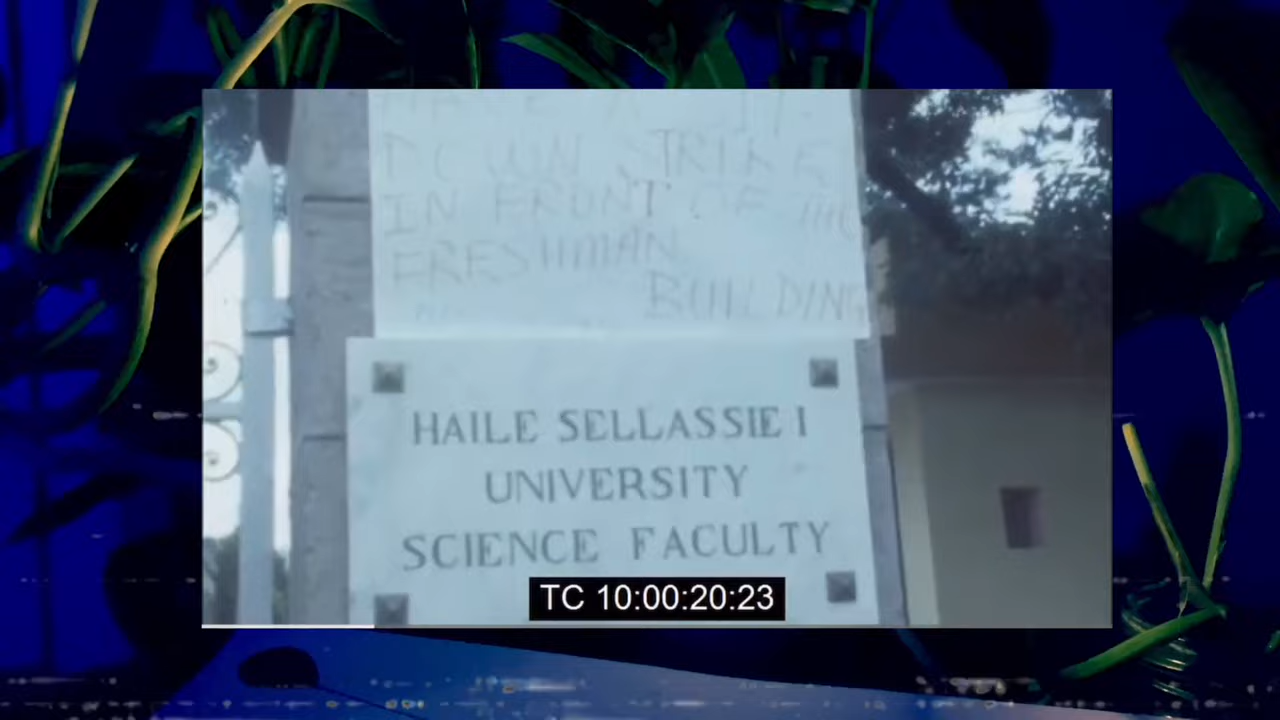 DOWN STRIKE
IN FRONT OF THE
FRESHMAN
BUILDING
HAILE SELLASSIE I
UNIVERSITY
SCIENCE FACULTY
TC 10:00:20:23